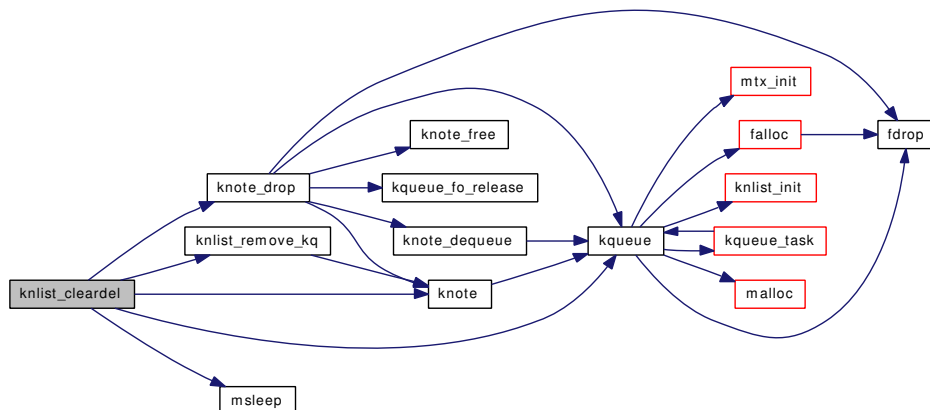 mtx_init
knote_free
falloc
fdrop
knote_drop
kqueue_fo_release
knlist_init
knlist_remove_kq
knote_dequeue
kqueue
kqueue_task
knlist_cleardel
knote
malloc
msleep